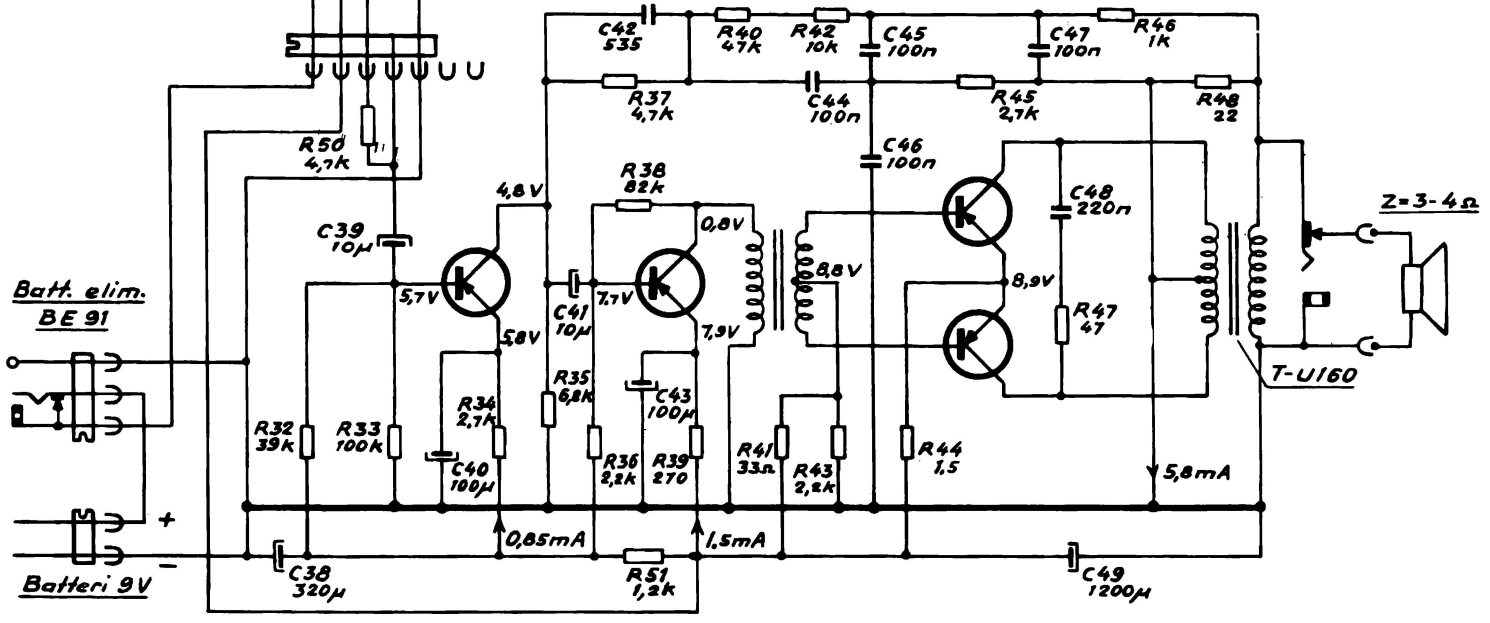 C42
535
R40
47k
R42
10k
C45
100n
C47
100n
R46
1k
R37
4,7k
C44
100n
R45
2,7k
R48
22
R50
4,7k
C46
100n
R38
82k
4,8V
0,8V
C48
220n
Z=3-4Ω
C39
10μ
8,8V
8,9V
Batt. elim.
BE 91
5,7V
C41
10μ
7,7V
5,8V
7,9V
R47
47
T-U160
R35
6,8k
C43
100μ
R32
39k
R33
100k
R34
2,7k
C40
100μ
R36
2,2k
R39
270
R41
33Ω
R43
2,2k
R44
1,5
5,8mA
+
0,85mA
1,5mA
-
Batteri 9V
C38
320μ
R51
1,2k
C49
1200μ